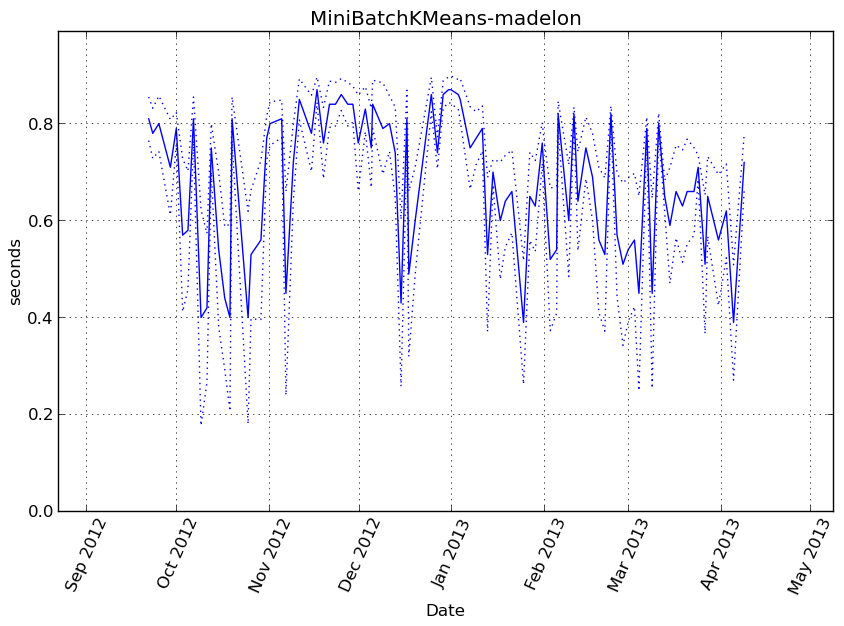 MiniBatchKMeans-madelon
seconds
0.8
0.6
0.4
0.2
0.0
Sep 2012
Oct 2012
Nov 2012
Dec 2012
Jan 2013
Feb 2013
Mar 2013
Apr 2013
May 2013
Date